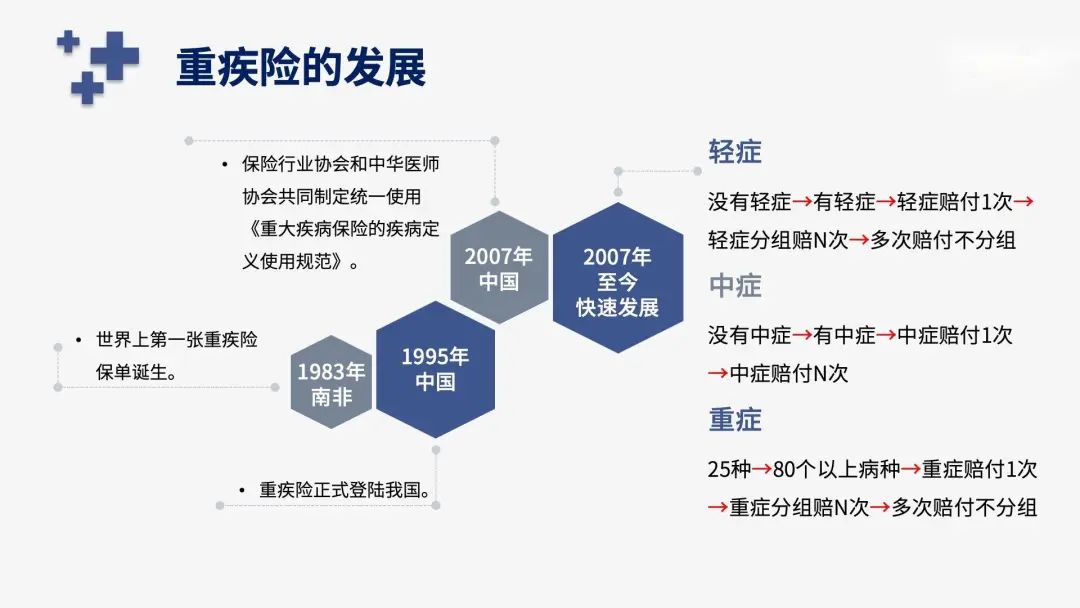 重疾险的发展
• 保险行业协会和中华医师
协会共同制定统一使用
《重大疾病保险的疾病定
义使用规范》。
• 世界上第一张重疾险
保单诞生。
1983年
南非
1995年
中国
• 重疾险正式登陆我国。
2007年
中国
2007年
至今
快速发展
轻症
没有轻症→有轻症→轻症赔付1次→
轻症分组赔N次→多次赔付不分组
中症
没有中症→有中症→中症赔付1次
→中症赔付N次
重症
25种→80个以上病种→重症赔付1次
→重症分组赔N次→多次赔付不分组